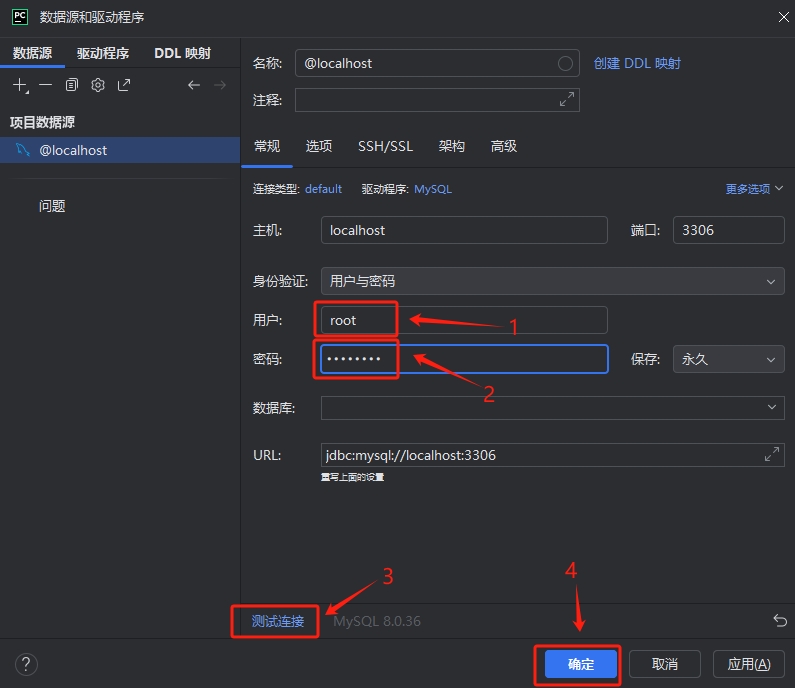 PC 数据源和驱动程序
数据源 驱动程序 DDL 映射
项目数据源
@localhost
问题
名称: @localhost 创建 DDL 映射
注释:
常规 选项 SSH/SSL 架构 高级
连接类型: default 驱动程序: MySQL 更多选项
主机: localhost 端口: 3306
身份验证: 用户与密码
用户: root 1
密码: •••••••• 保存: 永久
2
数据库:
URL: jdbc:mysql://localhost:3306
重写上面的设置
3
4
测试连接 MySQL 8.0.36
? 确定 取消 应用(A)